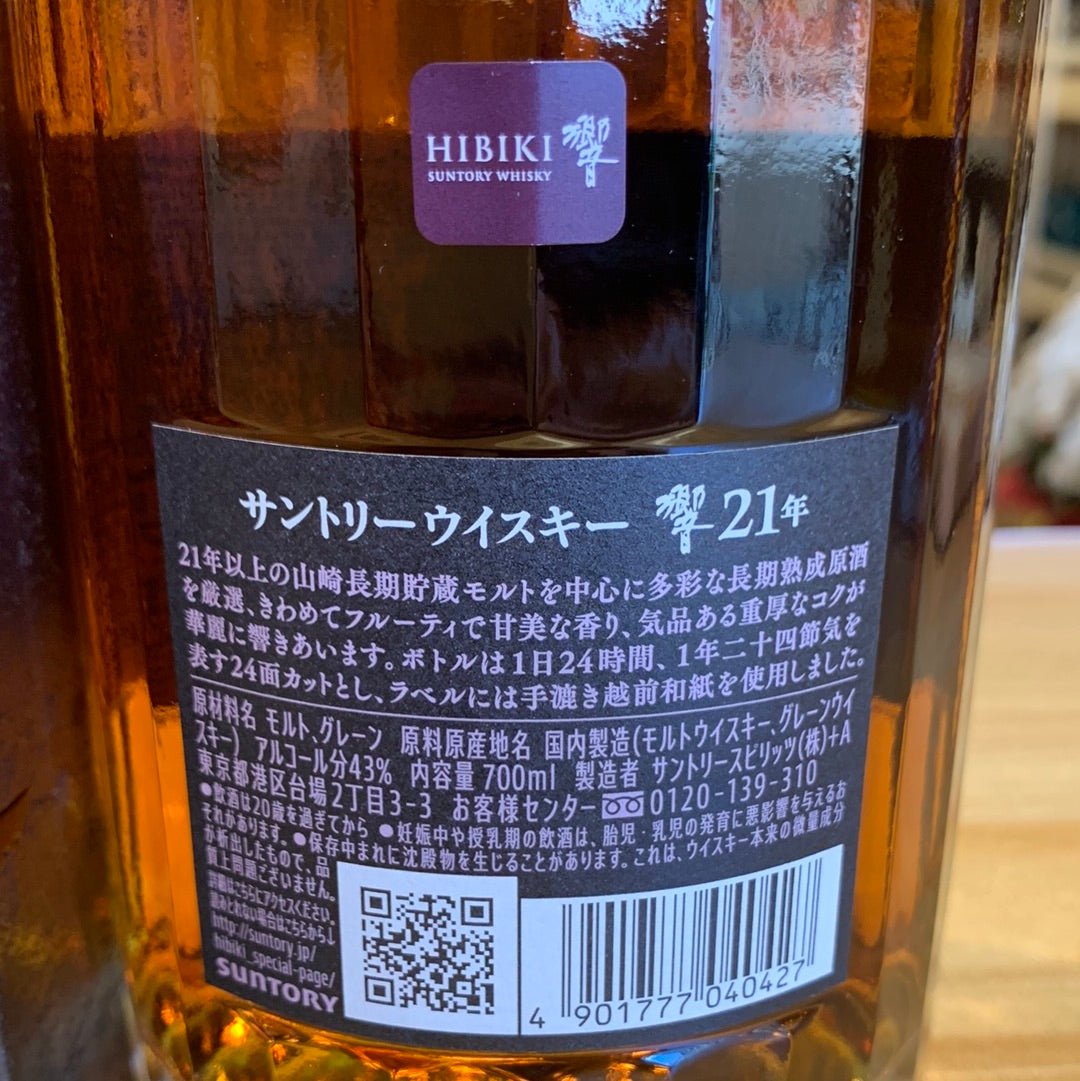 HIBIKI 響
SUNTORY WHISKY
サントリーウイスキー 響 21年
21年以上の山崎長期貯蔵モルトを中心に多彩な長期熟成原酒
を厳選、きわめてフルーティで甘美な香り、気品ある重厚なコクが
華麗に響きあいます。ボトルは1日24時間、1年二十四節気を
表す24面カットとし、ラベルには手漉き越前和紙を使用しました。
原材料名 モルト、グレーン 原料原産地名 国内製造(モルトウイスキー、グレーンウイ
スキー) アルコール分43% 内容量700ml 製造者 サントリースピリッツ(株)+A
東京都港区台場2丁目3-3 お客様センター 0120-139-310
●飲酒は20歳を過ぎてから ●妊娠中や授乳期の飲酒は、胎児・乳児の発育に悪影響を与えるお
それがあります。●保存中まれに沈殿物を生じることがあります。これは、ウイスキー本来の微量成分
が析出したもので、品
質上問題ございません。
詳細はこちらにアクセスください。
読みとれない場合はこちらから↓
http://suntory.jp/
hibiki_special-page/
SUNTORY
4 901777 040427